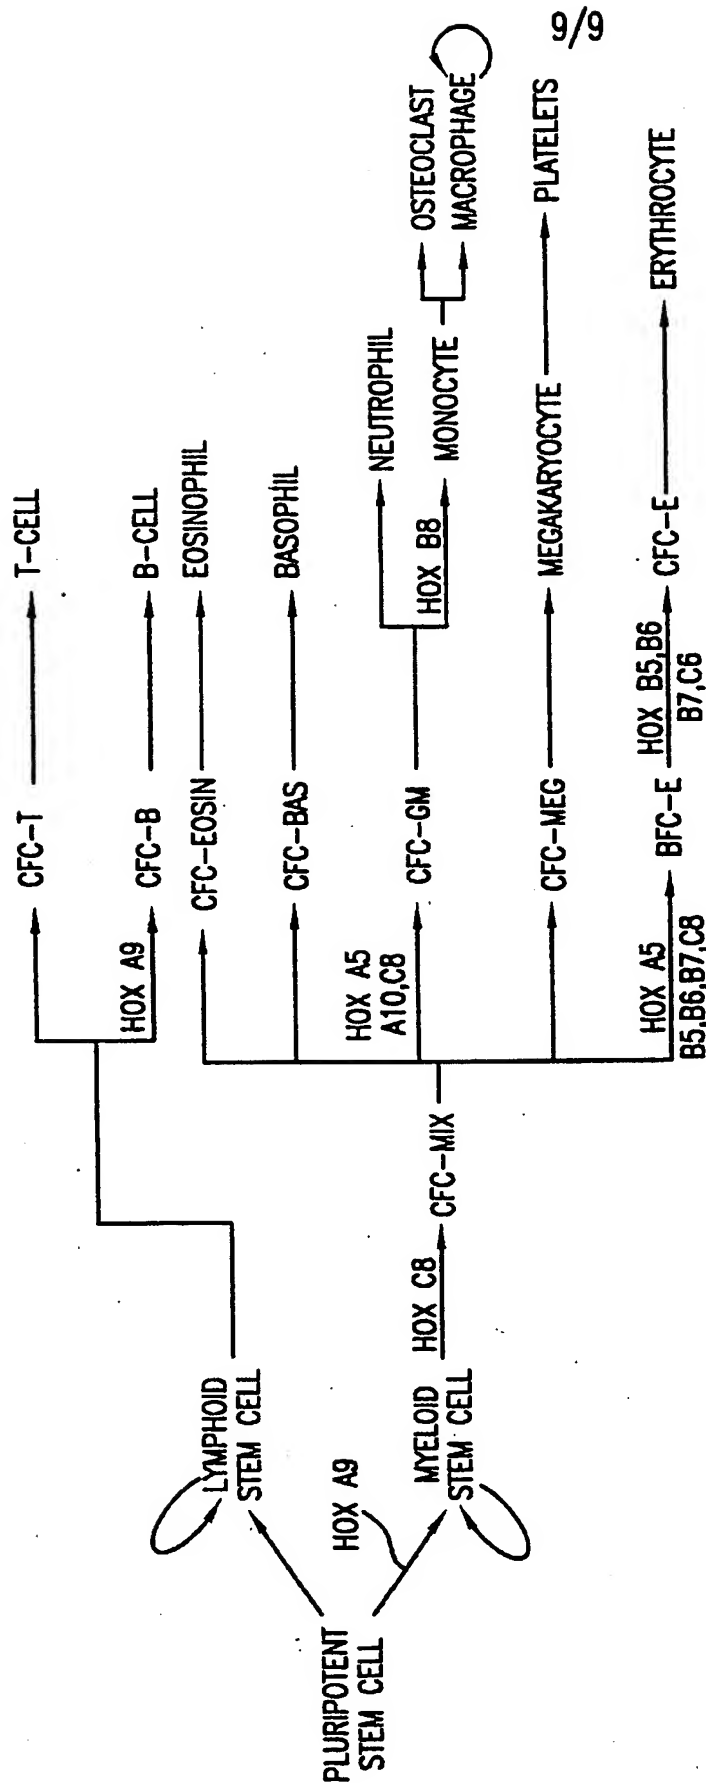 6/6
PLURIPOTENT
STEM CELL
LYMPHOID
STEM CELL
HOX A9
MYELOID
STEM CELL
HOX C8
CFC-MIX
HOX A9
CFC-T
T-CELL
CFC-B
B-CELL
CFC-EOSIN
EOSINOPHIL
CFC-BAS
BASOPHIL
HOX A5
A10,C8
CFC-GM
NEUTROPHIL
HOX B8
MONOCYTE
OSTEOCLAST
MACROPHAGE
CFC-MEG
MEGAKARYOCYTE
PLATELETS
HOX A5
B5,B6,B7,C8
BFC-E
HOX B5,B6
B7,C6
CFC-E
ERYTHROCYTE